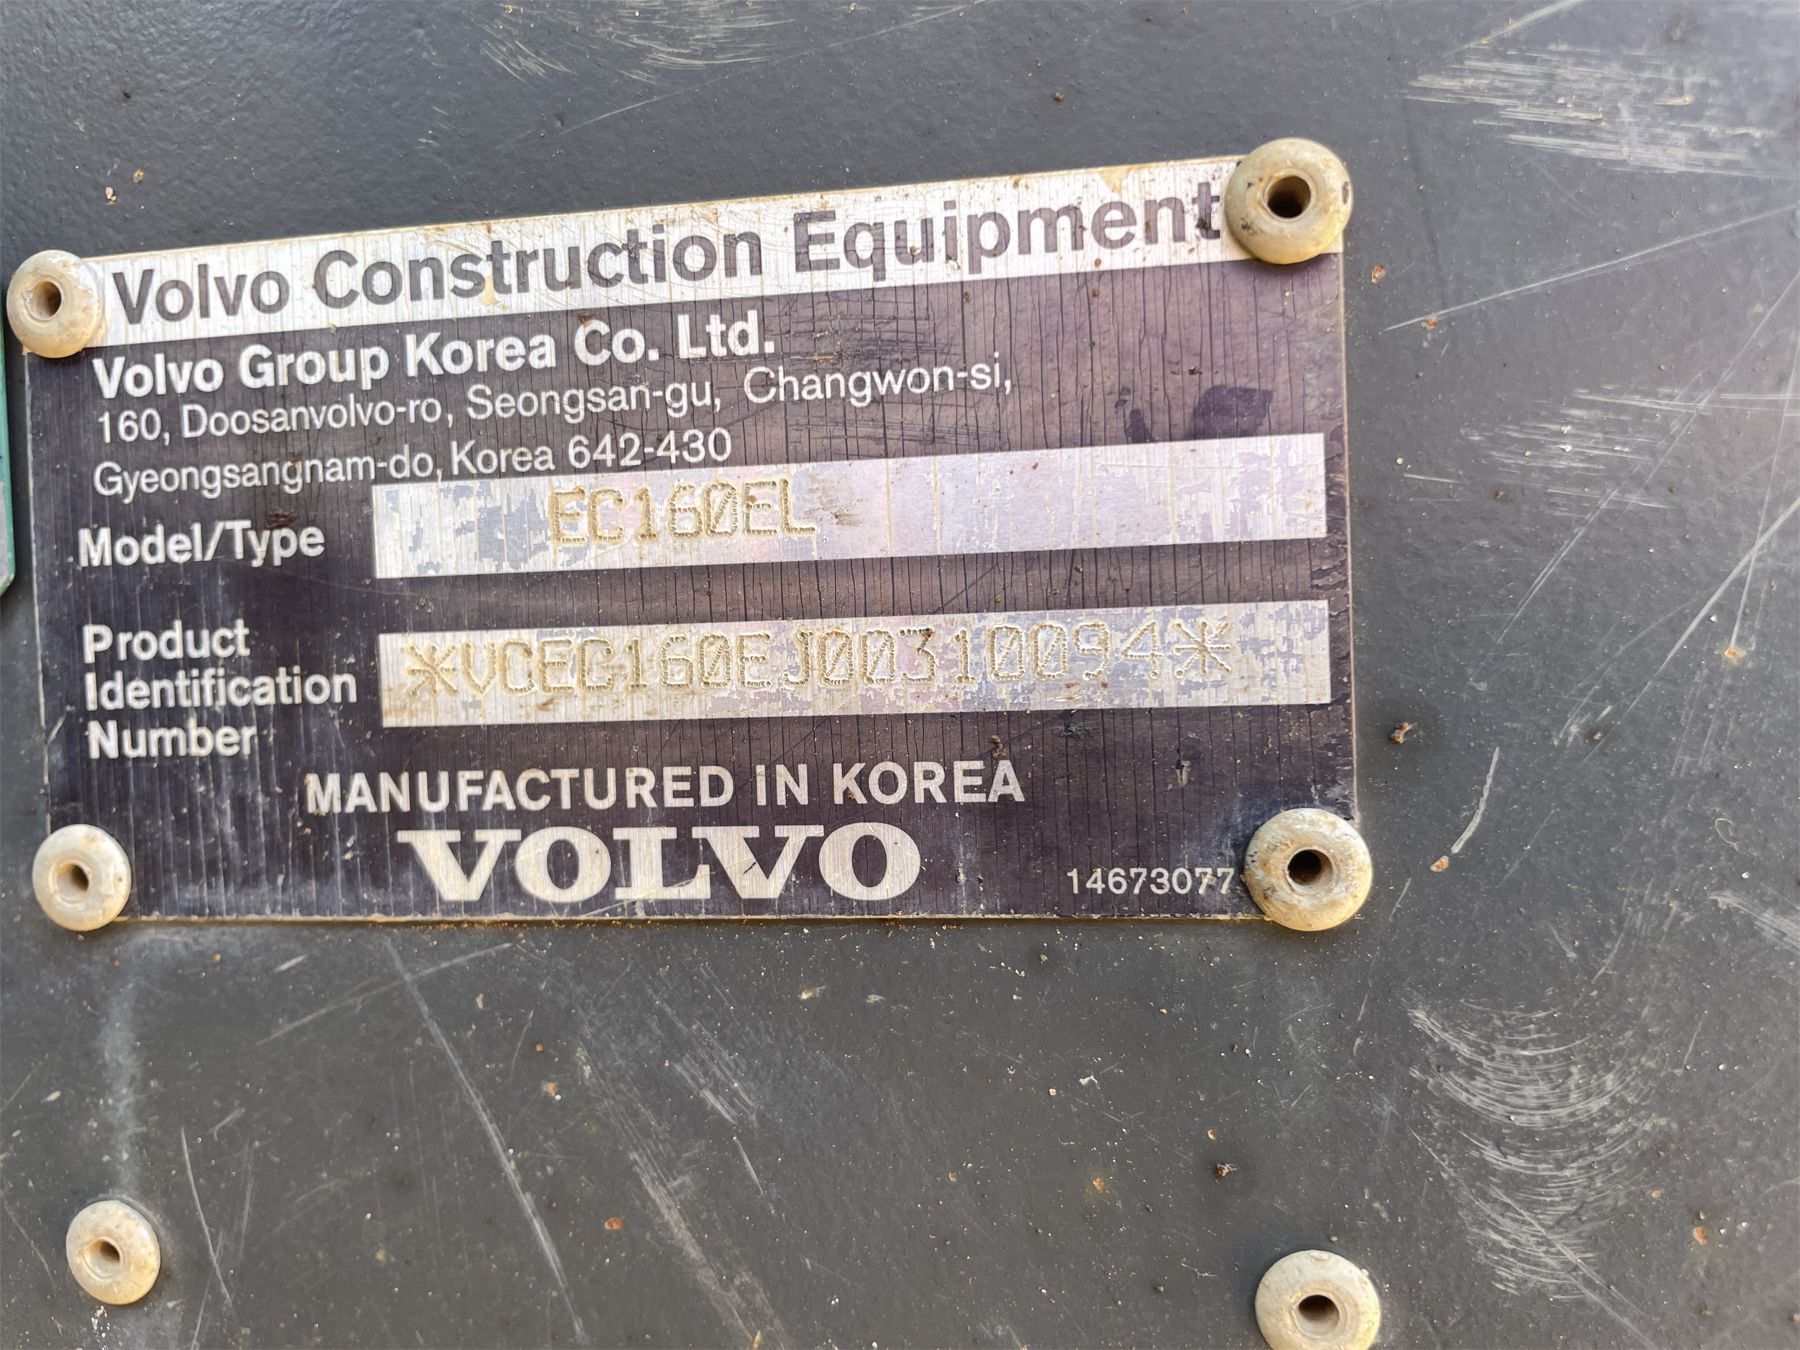 Volvo Construction Equipment
Volvo Group Korea Co. Ltd.
160, Doosanvolvo-ro, Seongsan-gu, Changwon-si,
Gyeongsangnam-do, Korea 642-430
Model/Type EC160EL
Product
Identification
Number
*VCEC160EJ00310094*
MANUFACTURED IN KOREA
VOLVO
14673077